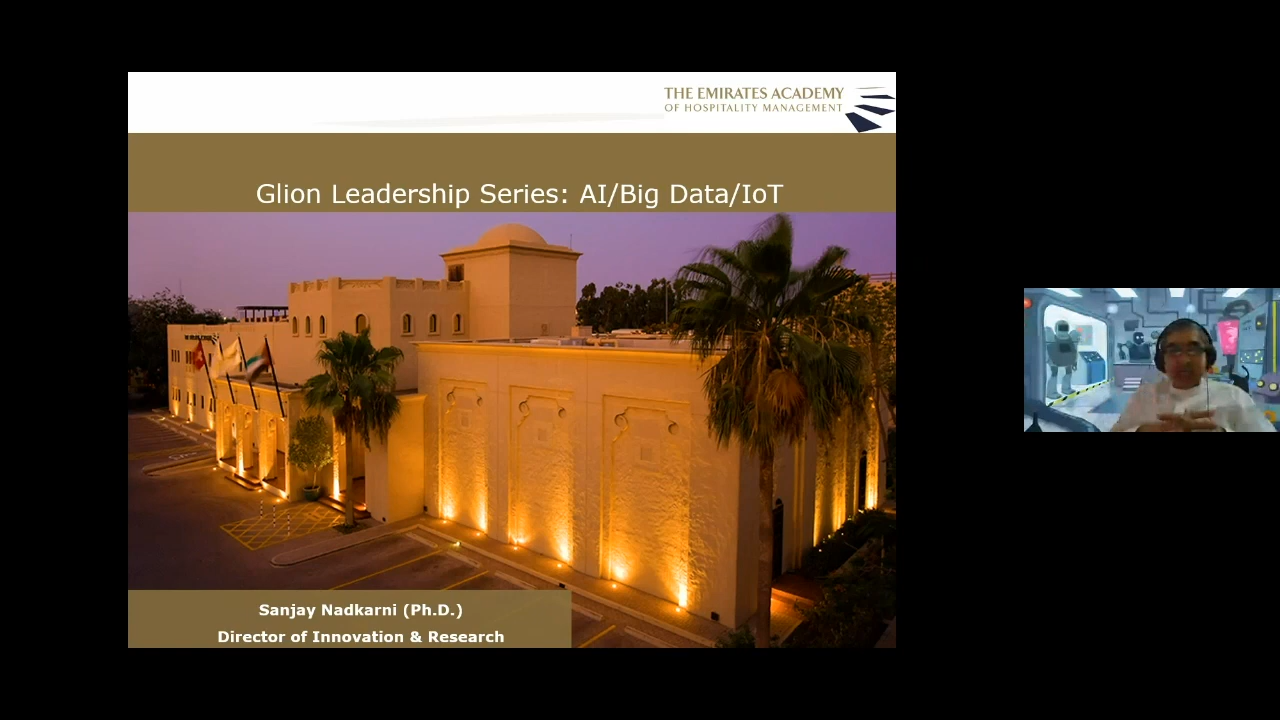 THE EMIRATES ACADEMY
OF HOSPITALITY MANAGEMENT
Glion Leadership Series: AI/Big Data/IoT
Sanjay Nadkarni (Ph.D.)
Director of Innovation & Research